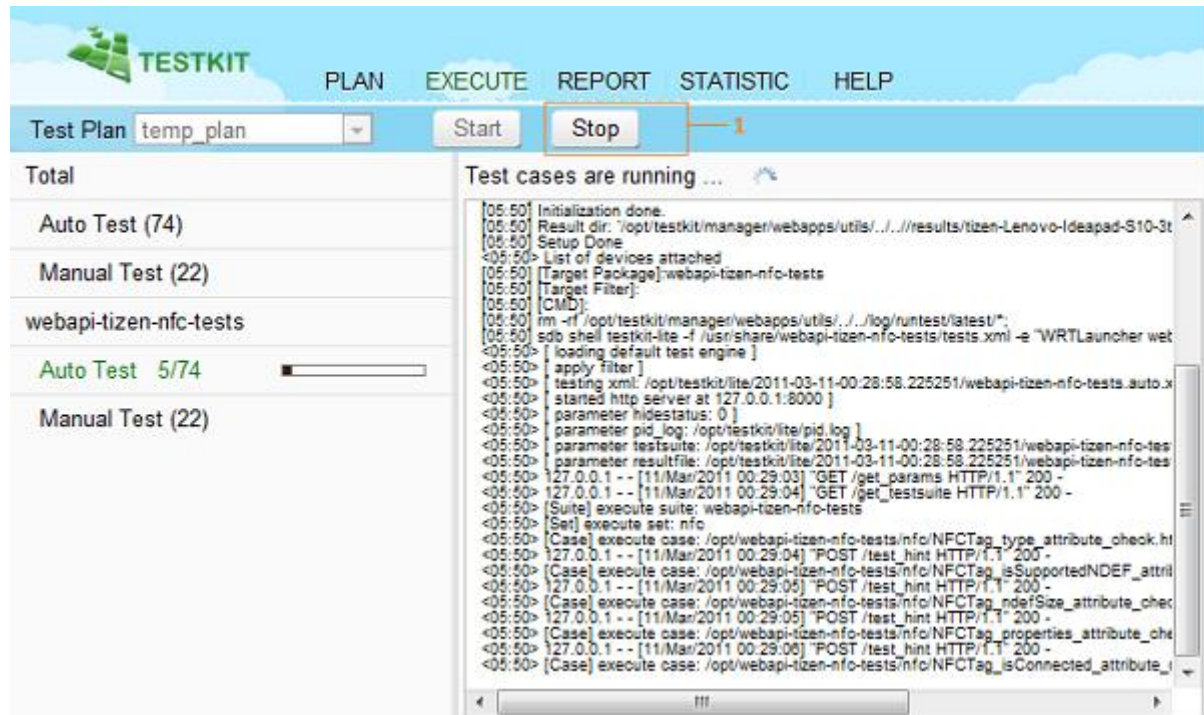 TESTKIT
PLAN EXECUTE REPORT STATISTIC HELP
Test Plan temp_plan Start Stop 1
Total
Auto Test (74)
Manual Test (22)
webapi-tizen-nfc-tests
Auto Test 5/74
Manual Test (22)
Test cases are running ...
[05:50] Initialization done.
[05:50] Result dir: '/opt/testkit/manager/webapps/utils/../..//results/tizen-Lenovo-Ideapad-S10-3t
[05:50] Setup Done
<05:50> List of devices attached
[05:50] [Target Package]:webapi-tizen-nfc-tests
[05:50] [Target Filter]:
[05:50] [CMD]:
[05:50] rm -rf /opt/testkit/manager/webapps/utils/../../log/runtest/latest/*;
[05:50] sdb shell testkit-lite -f /usr/share/webapi-tizen-nfc-tests/tests.xml -e "WRTLauncher web
<05:50> [ loading default test engine ]
<05:50> [ apply filter ]
<05:50> [ testing xml: /opt/testkit/lite/2011-03-11-00:28:58.225251/webapi-tizen-nfc-tests.auto.x
<05:50> [ started http server at 127.0.0.1:8000 ]
<05:50> [ parameter hidestatus: 0 ]
<05:50> [ parameter pid_log: /opt/testkit/lite/pid.log ]
<05:50> [ parameter testsuite: /opt/testkit/lite/2011-03-11-00:28:58.225251/webapi-tizen-nfc-tes
<05:50> [ parameter resultfile: /opt/testkit/lite/2011-03-11-00:28:58.225251/webapi-tizen-nfc-tes
<05:50> 127.0.0.1 - - [11/Mar/2011 00:29:03] "GET /get_params HTTP/1.1" 200 -
<05:50> 127.0.0.1 - - [11/Mar/2011 00:29:04] "GET /get_testsuite HTTP/1.1" 200 -
<05:50> [Suite] execute suite: webapi-tizen-nfc-tests
<05:50> [Set] execute set: nfc
<05:50> [Case] execute case: /opt/webapi-tizen-nfc-tests/nfc/NFCTag_type_attribute_check.ht
<05:50> 127.0.0.1 - - [11/Mar/2011 00:29:04] "POST /test_hint HTTP/1.1" 200 -
<05:50> [Case] execute case: /opt/webapi-tizen-nfc-tests/nfc/NFCTag_isSupportedNDEF_attrib
<05:50> 127.0.0.1 - - [11/Mar/2011 00:29:05] "POST /test_hint HTTP/1.1" 200 -
<05:50> [Case] execute case: /opt/webapi-tizen-nfc-tests/nfc/NFCTag_ndefSize_attribute_chec
<05:50> 127.0.0.1 - - [11/Mar/2011 00:29:05] "POST /test_hint HTTP/1.1" 200 -
<05:50> [Case] execute case: /opt/webapi-tizen-nfc-tests/nfc/NFCTag_properties_attribute_che
<05:50> 127.0.0.1 - - [11/Mar/2011 00:29:06] "POST /test_hint HTTP/1.1" 200 -
<05:50> [Case] execute case: /opt/webapi-tizen-nfc-tests/nfc/NFCTag_isConnected_attribute_